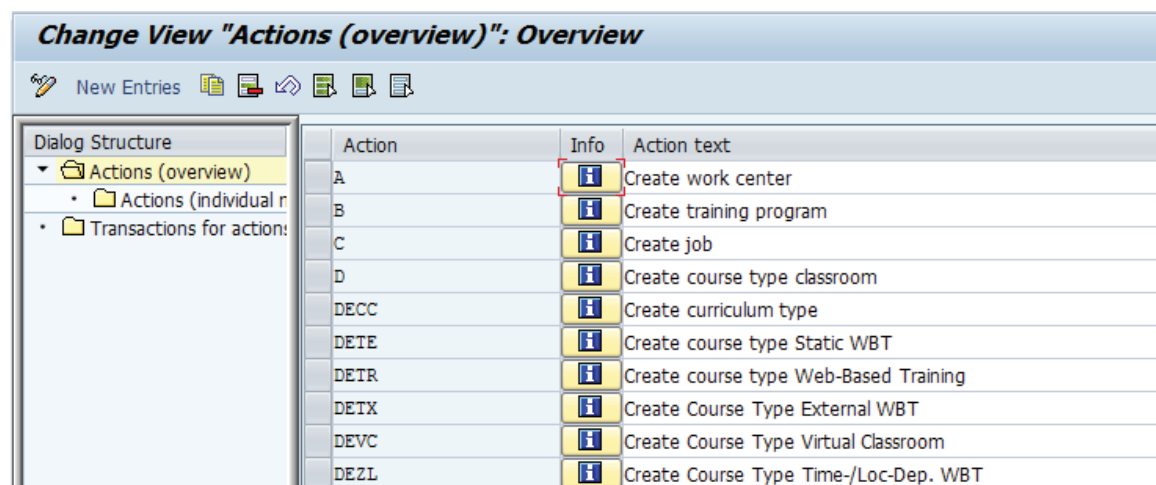 Change View "Actions (overview)": Overview
New Entries
Dialog Structure
Actions (overview)
Actions (individual
Transactions for actions
Action Info Action text
A Create work center
B Create training program
C Create job
D Create course type classroom
DECC Create curriculum type
DETE Create course type Static WBT
DETR Create course type Web-Based Training
DETX Create Course Type External WBT
DEVC Create Course Type Virtual Classroom
DEZL Create Course Type Time-/Loc-Dep. WBT